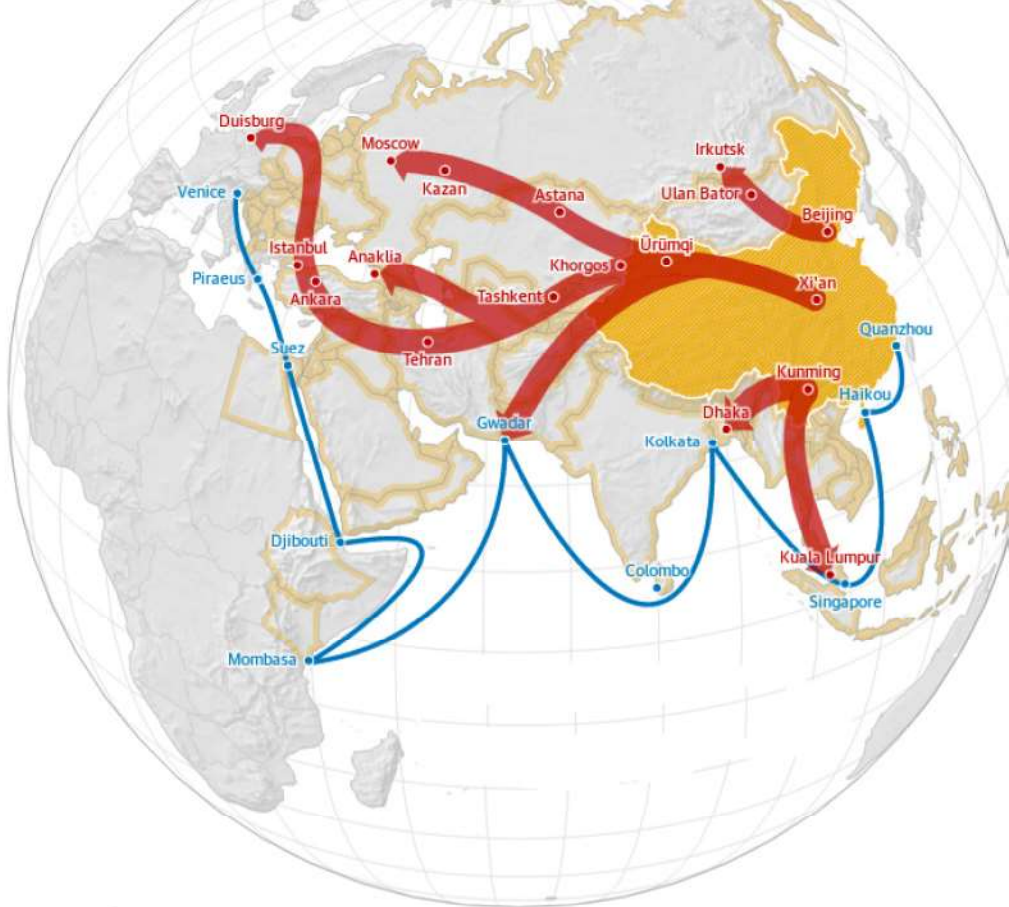 Duisburg
Moscow
Irkutsk
Kazan
Venice
Astana
Ulan Bator
Beijing
Istanbul
Anaklia
Ürümqi
Khorgos
Piraeus
Ankara
Tashkent
Xi'an
Quanzhou
Suez
Tehran
Kunming
Haikou
Dhaka
Gwadar
Kolkata
Djibouti
Kuala Lumpur
Colombo
Singapore
Mombasa